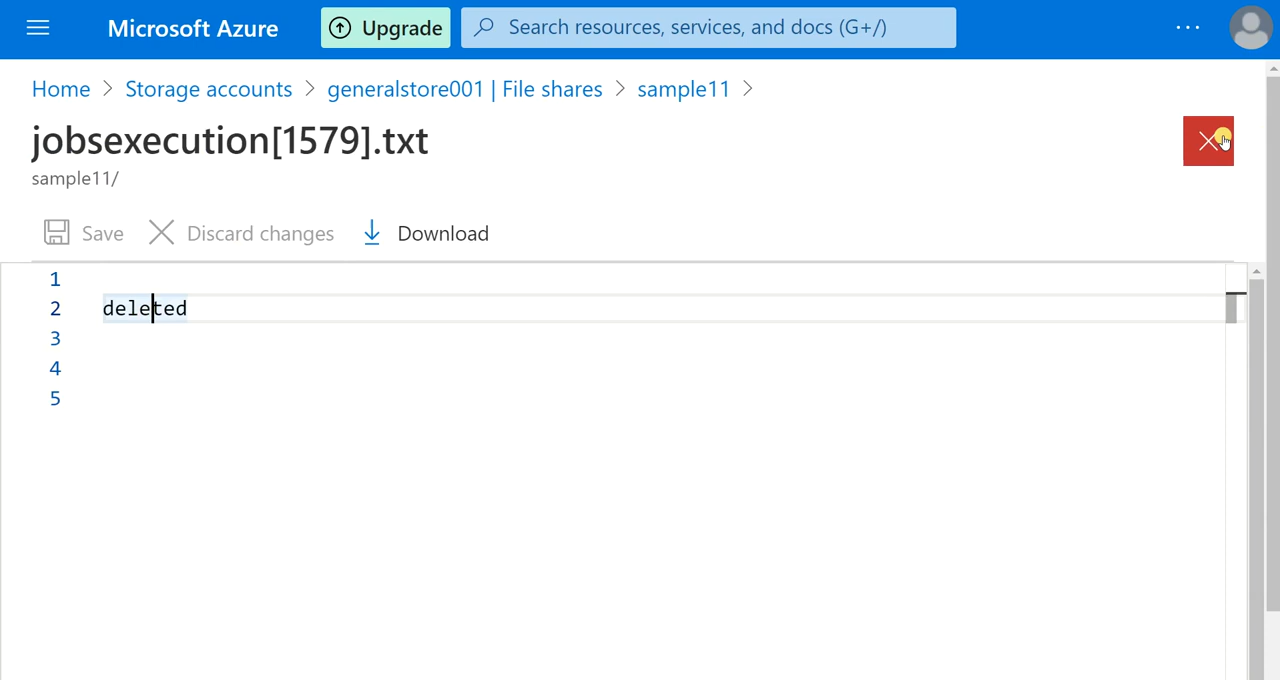 Microsoft Azure
Upgrade
Search resources, services, and docs (G+/)
Home > Storage accounts > generalstore001 | File shares > sample11 >
jobsexecution[1579].txt
sample11/
Save
Discard changes
Download
1
2 deleted
3
4
5